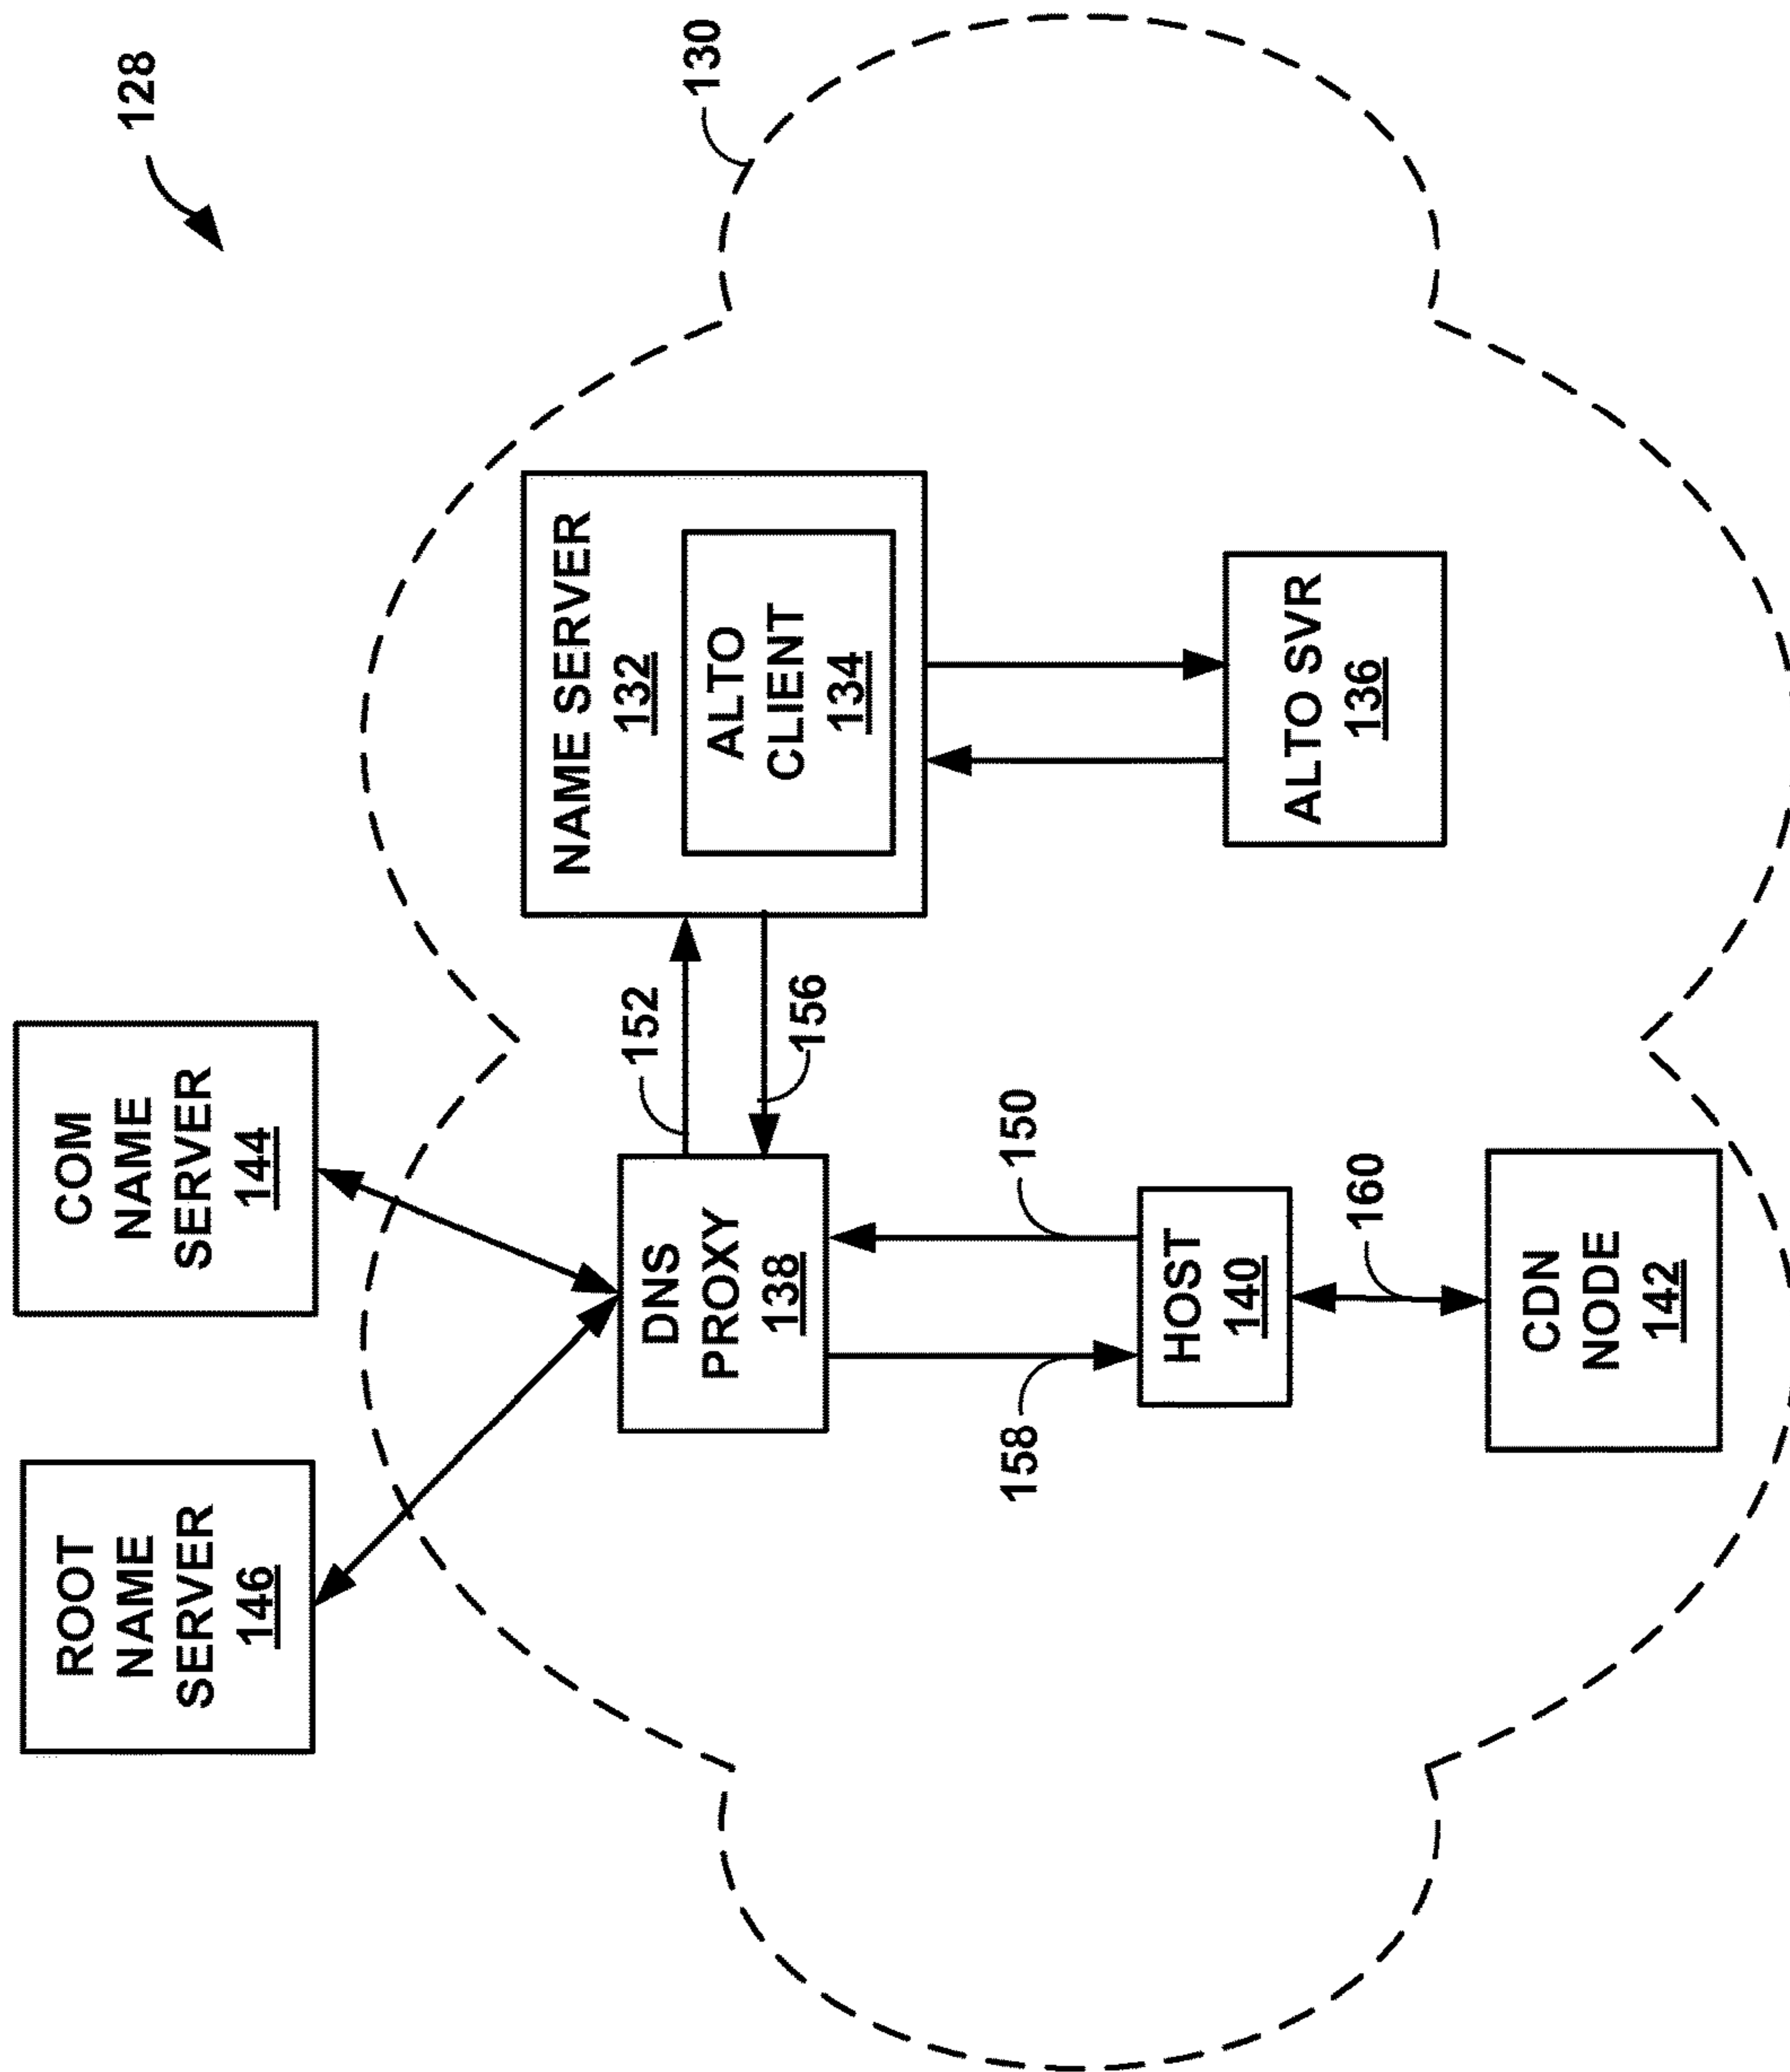 128
130
ROOT
NAME
SERVER
146
COM
NAME
SERVER
144
NAME SERVER
132
ALTO
CLIENT
134
152
156
DNS
PROXY
138
158
150
HOST
140
160
ALTO SVR
136
CDN
NODE
142